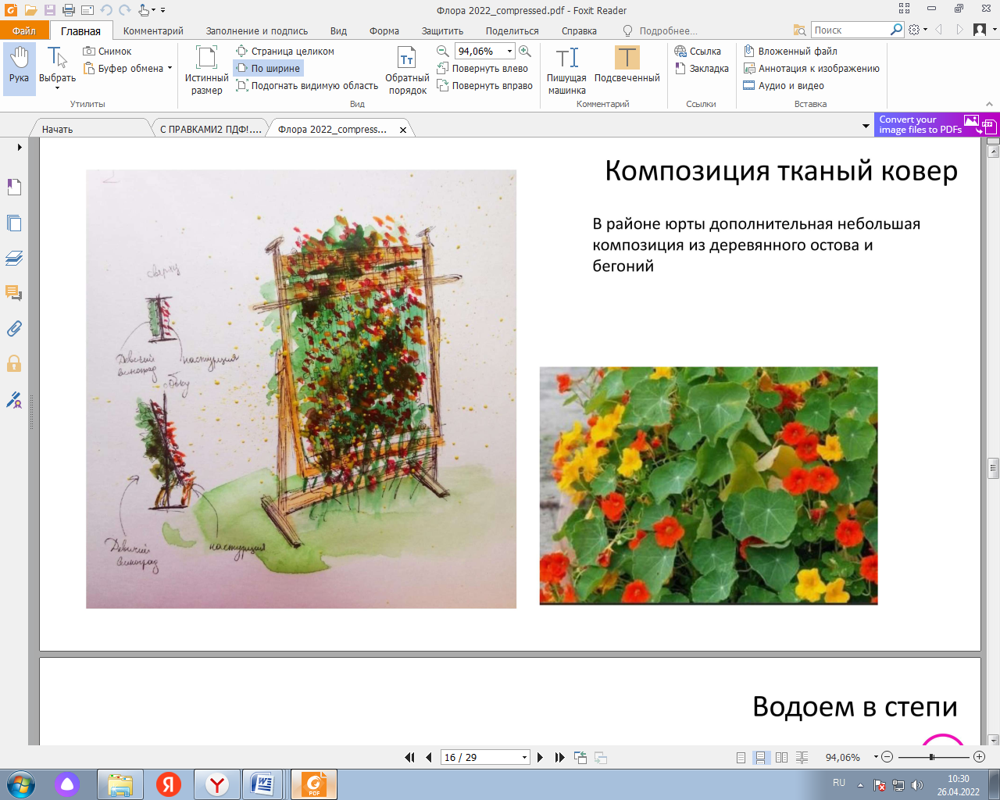 Флора 2022_compressed.pdf - Foxit Reader
Файл
Главная
Комментарий
Заполнение и подпись
Вид
Форма
Защитить
Поделиться
Справка
Подробнее...
Поиск
Рука
Выбрать
Снимок
Буфер обмена
Утилиты
Истинный размер
Страница целиком
По ширине
Подогнать видимую область
Обратный порядок
94,06%
Повернуть влево
Повернуть вправо
Вид
Пишущая машинка
Подсвеченный
Комментарий
Ссылка
Закладка
Ссылки
Вложенный файл
Аннотация к изображению
Аудио и видео
Вставка
Начать
С ПРАВКАМИ2 ПДФ!....
Флора 2022_compress...
Convert your
image files to PDFs
PDF
Композиция тканый ковер
В районе юрты дополнительная небольшая
композиция из деревянного остова и
бегоний
сверху
Девичий
виноград
настурция
сбоку
Девичий
виноград
настурция
Водоем в степи
16 / 29
94,06%
RU
10:30
26.04.2022